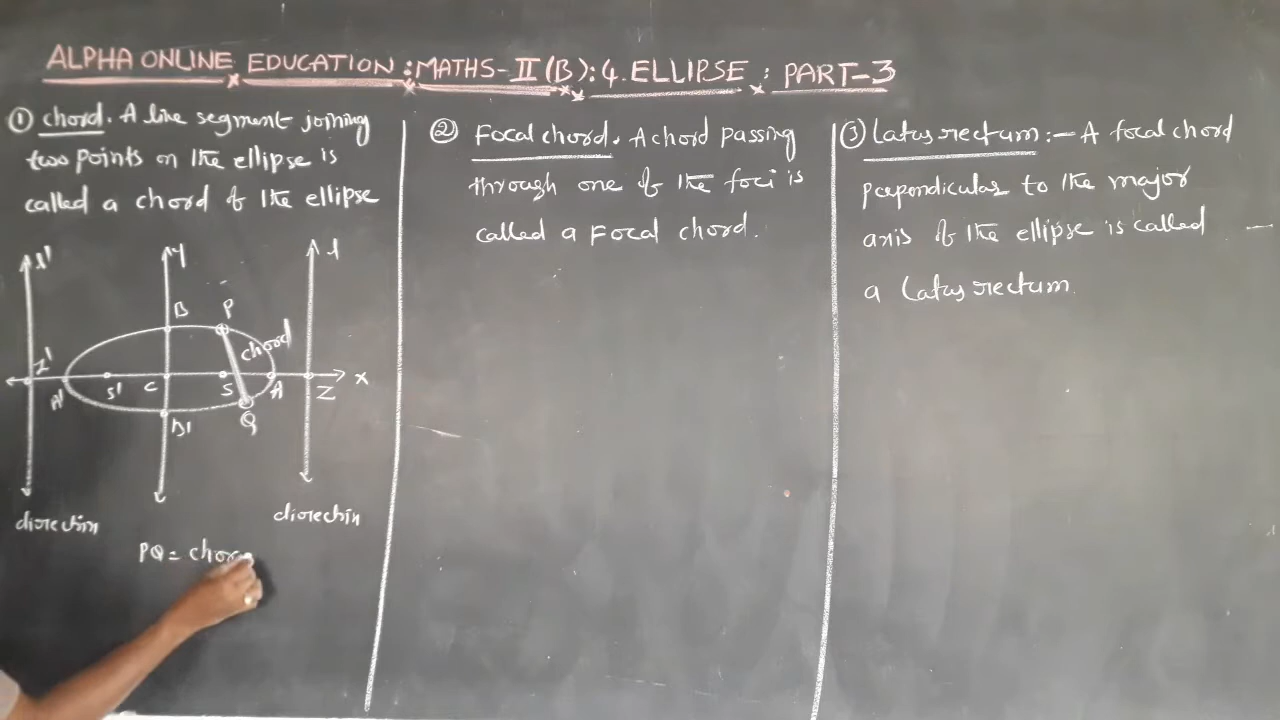 ALPHA ONLINE EDUCATION : MATHS-II(B): 4. ELLIPSE : PART-3
① chord. A line segment joining
two points on the ellipse is
called a chord of the ellipse
l' y l
B P
chord
Z' S' C S A Z x
A' B' Q
directrix directrix
PQ = chor
② Focal chord. A chord passing
through one of the foci is
called a Focal chord.
③ Latus rectum :- A focal chord
perpendicular to the major
axis of the ellipse is called
a Latus rectum.